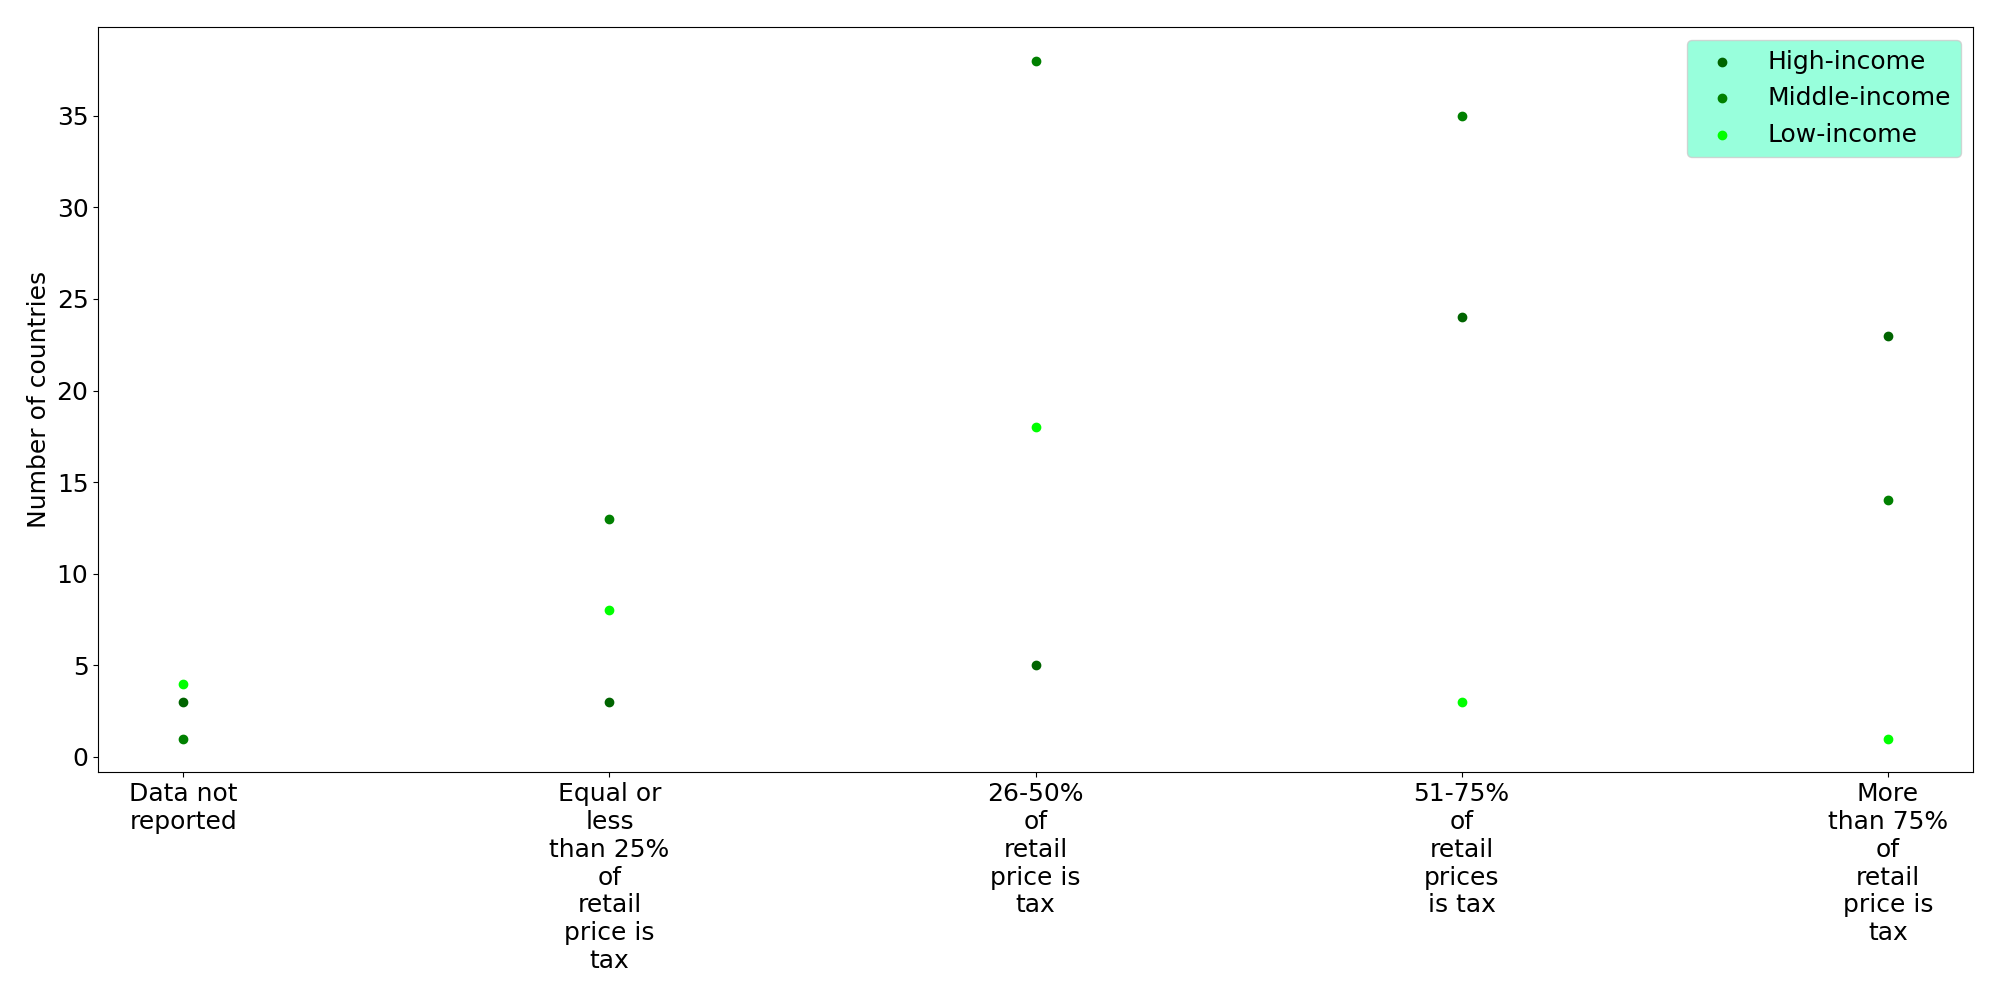 High-income
Middle-income
Low-income
Number of countries
35
30
25
20
15
10
5
0
Data not
reported
Equal or
less
than 25%
of
retail
price is
tax
26-50%
of
retail
price is
tax
51-75%
of
retail
prices
is tax
More
than 75%
of
retail
price is
tax